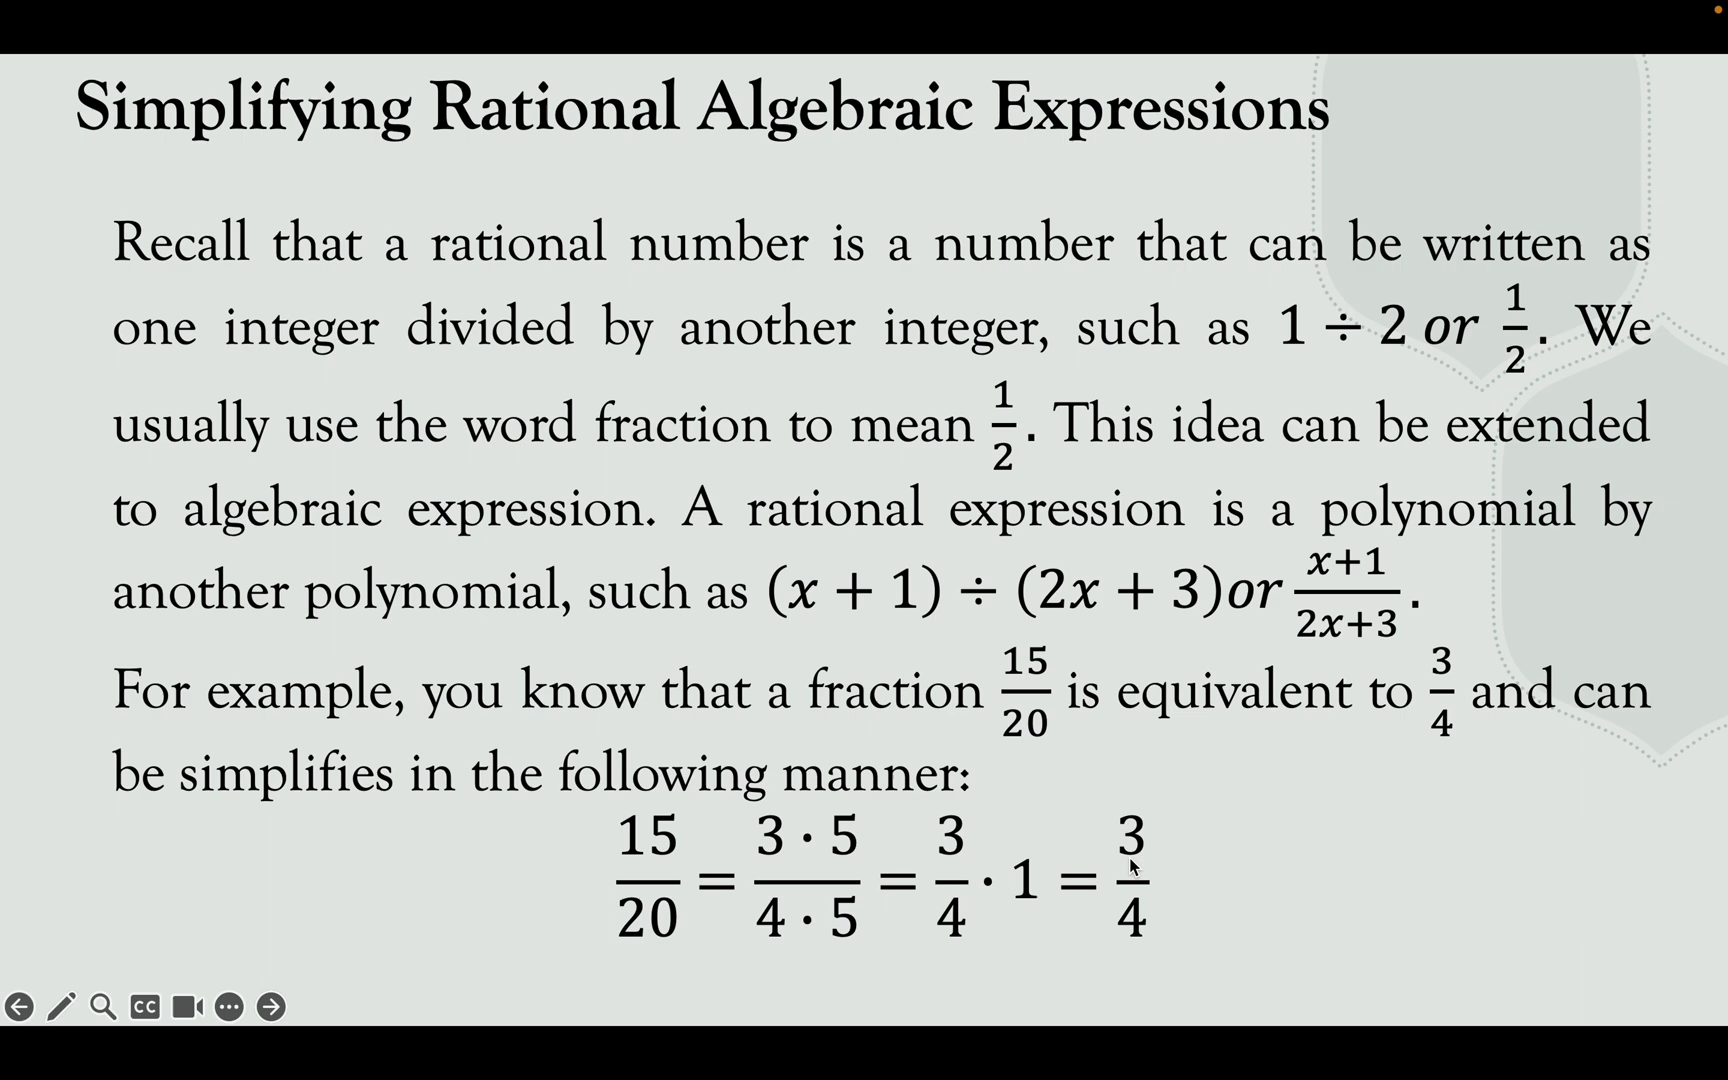 Simplifying Rational Algebraic Expressions
Recall that a rational number is a number that can be written as
one integer divided by another integer, such as 1 ÷ 2 or 1/2. We
usually use the word fraction to mean 1/2. This idea can be extended
to algebraic expression. A rational expression is a polynomial by
another polynomial, such as (x + 1) ÷ (2x + 3)or (x+1)/(2x+3).
For example, you know that a fraction 15/20 is equivalent to 3/4 and can
be simplifies in the following manner:
15/20 = (3 · 5)/(4 · 5) = 3/4 · 1 = 3/4
CC